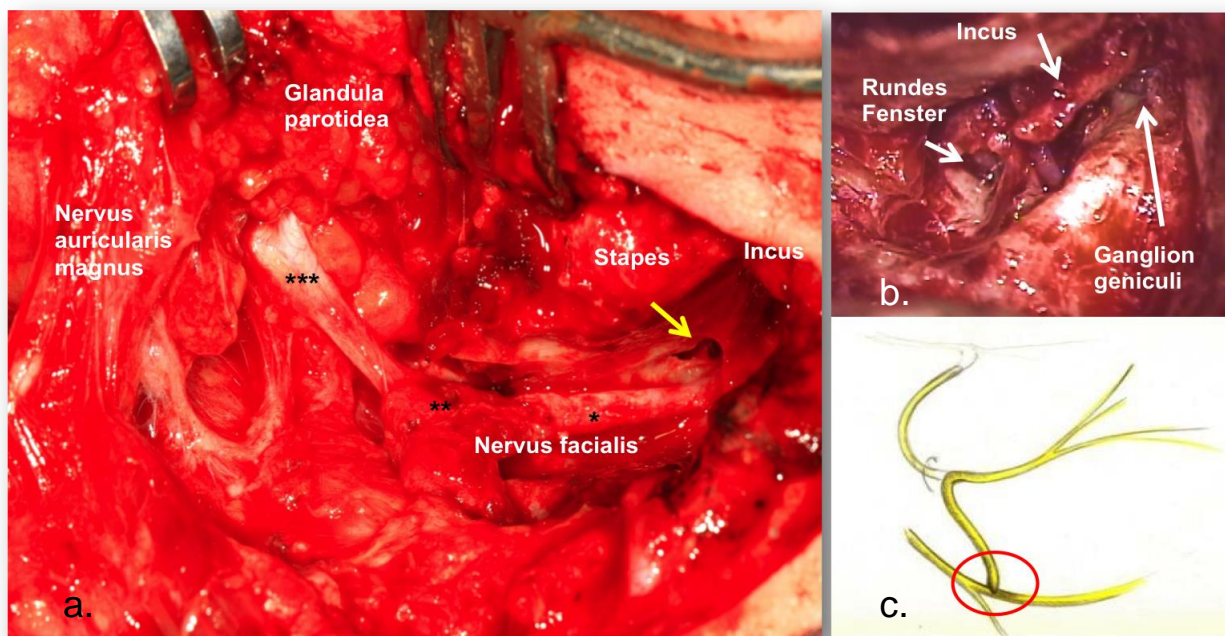 Glandula
parotidea
Nervus
auricularis
magnus
***
Stapes
Incus
**
*
Nervus facialis
a.
Incus
Rundes
Fenster
Ganglion
geniculi
b.
c.